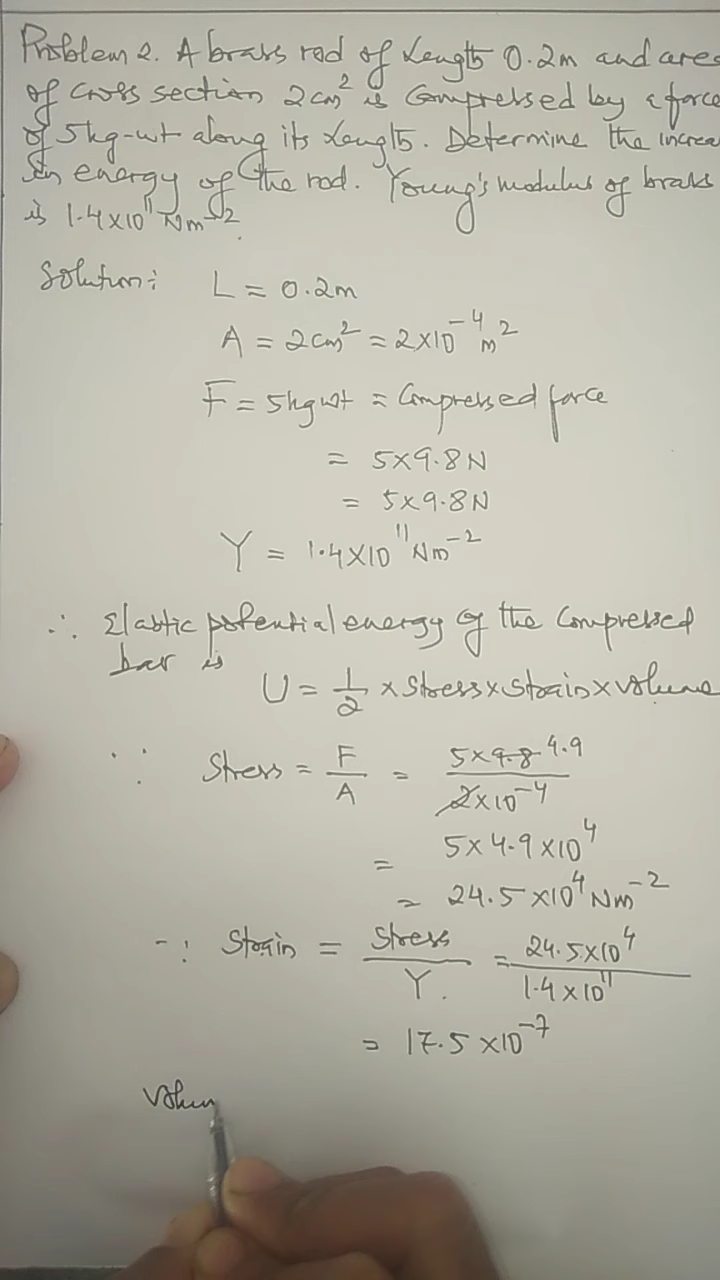 Problem 2. A brass rod of Length 0.2m and area
of cross section 2cm² is Compressed by a force
of 5kg-wt along its Length. Determine the increa
in energy of the rod. Young's modulus of brass
is 1.4×10¹¹ Nm⁻²
Solution: L = 0.2m
A = 2cm² = 2×10⁻⁴ m²
F = 5kgwt = Compressed force
= 5×9.8N
= 5×9.8N
Y = 1.4×10¹¹ Nm⁻²
∴ Elastic potential energy of the Compressed
bar is
U = 1/2 × Stress × Strain × volume
∵ Stress = F/A = 5×9.8 4.9/2×10⁻⁴
= 5×4.9×10⁴
= 24.5×10⁴ Nm⁻²
∵ Strain = Stress/Y. = 24.5×10⁴/1.4×10¹¹
= 17.5×10⁻⁷
Volum